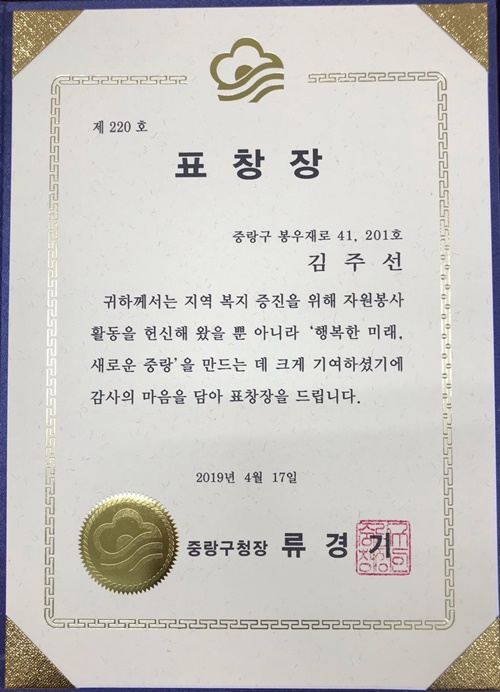 제 220 호
표 창 장
중랑구 봉우재로 41, 201호
김 주 선
귀하께서는 지역 복지 증진을 위해 자원봉사
활동을 헌신해 왔을 뿐 아니라 ‘행복한 미래,
새로운 중랑’을 만드는 데 크게 기여하셨기에
감사의 마음을 담아 표창장을 드립니다.
2019년 4월 17일
중랑구청장 류 경 기